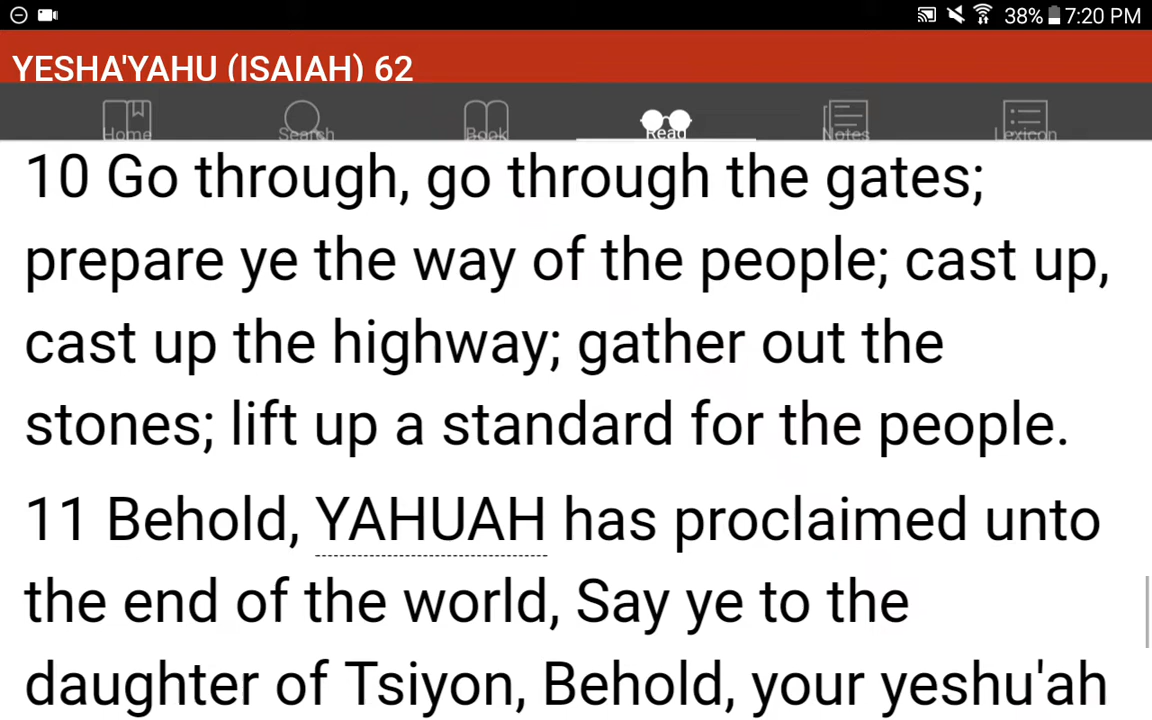 38% 7:20 PM
YESHA'YAHU (ISAIAH) 62
Home Search Book Read Notes Lexicon
10 Go through, go through the gates;
prepare ye the way of the people; cast up,
cast up the highway; gather out the
stones; lift up a standard for the people.
11 Behold, YAHUAH has proclaimed unto
the end of the world, Say ye to the
daughter of Tsiyon, Behold, your yeshu'ah